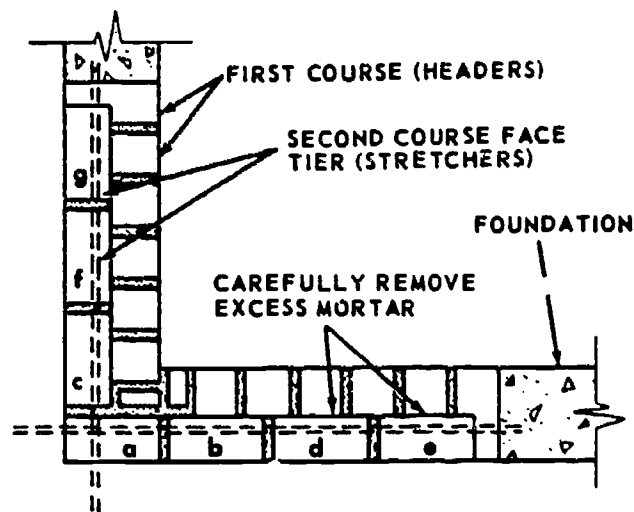 FIRST COURSE (HEADERS)
SECOND COURSE FACE
TIER (STRETCHERS)
g
FOUNDATION
f
CAREFULLY REMOVE
EXCESS MORTAR
c
a b d e